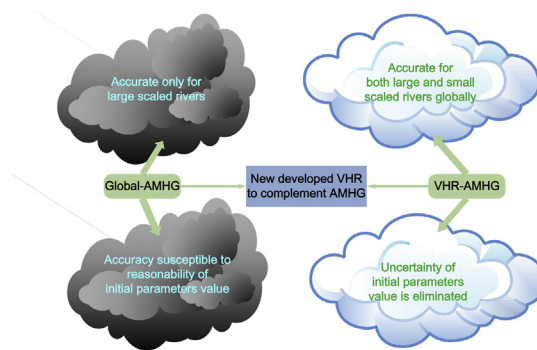 Accurate only for
large scaled rivers
Accurate for
both large and small
scaled rivers globally
Global-AMHG
New developed VHR
to complement AMHG
VHR-AMHG
Accuracy susceptible to
reasonability of
initial parameters value
Uncertainty of
initial parameters
value is eliminated